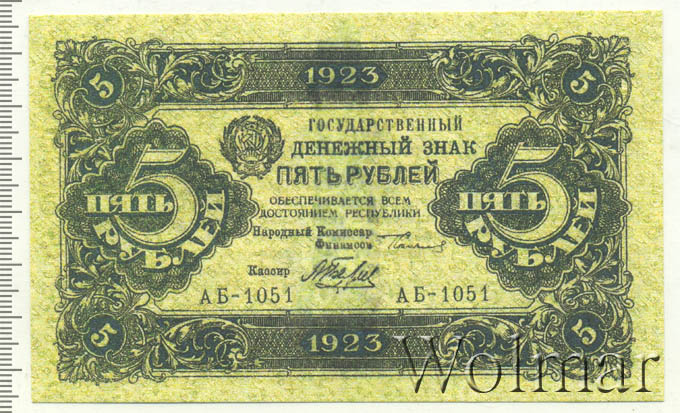 5 1923 5
ГОСУДАРСТВЕННЫЙ
ДЕНЕЖНЫЙ ЗНАК
ПЯТЬ РУБЛЕЙ
ОБЕСПЕЧИВАЕТСЯ ВСЕМ
ДОСТОЯНИЕМ РЕСПУБЛИКИ
Народный Комиссар
Финансов
Кассир
АБ-1051 АБ-1051
5
ПЯТЬ
РУБЛЕЙ
5
ПЯТЬ
РУБЛЕЙ
5 1923 5
Wolmar